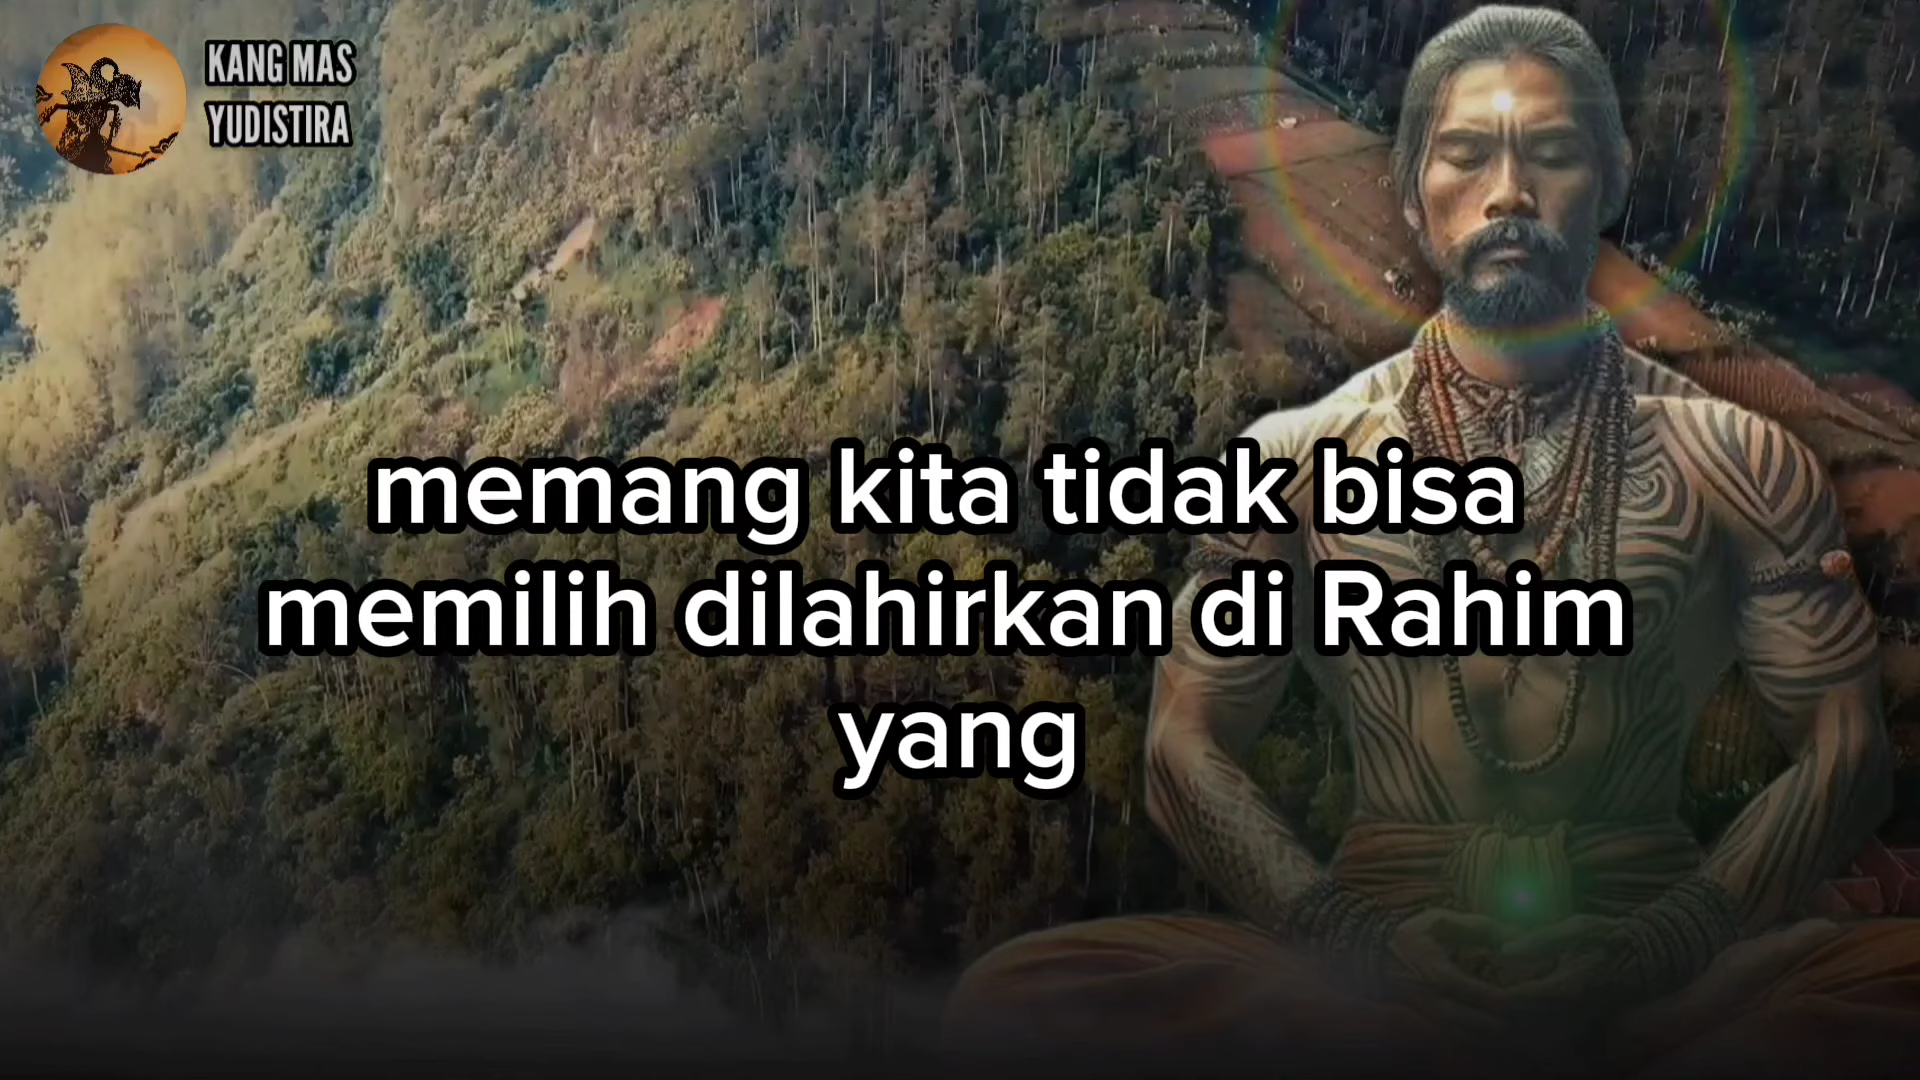 KANG MAS
YUDISTIRA
memang kita tidak bisa
memilih dilahirkan di Rahim
yang